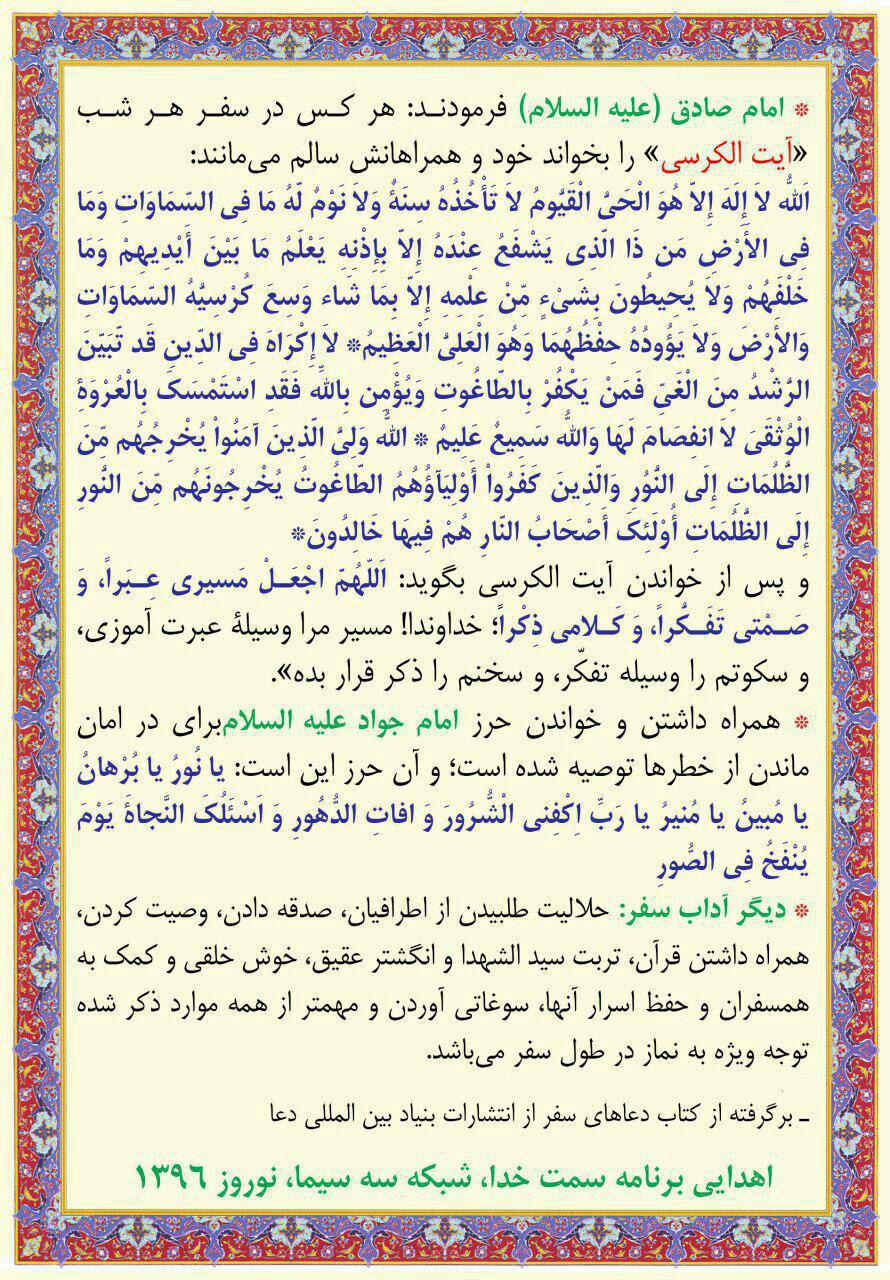 * امام صادق (علیه السلام) فرمودند: هر کس در سفر هر شب
«آیت الکرسی» را بخواند خود و همراهانش سالم می‌مانند:
اَللهُ لاَ إِلَهَ إِلاَّ هُوَ الْحَیُّ الْقَیُّومُ لاَ تَأْخُذُهُ سِنَةٌ وَلاَ نَوْمٌ لَّهُ مَا فِی السَّمَاوَاتِ وَمَا
فِی الأَرْضِ مَن ذَا الَّذِی یَشْفَعُ عِنْدَهُ إِلاَّ بِإِذْنِهِ یَعْلَمُ مَا بَیْنَ أَیْدِیهِمْ وَمَا
خَلْفَهُمْ وَلاَ یُحِیطُونَ بِشَیْءٍ مِّنْ عِلْمِهِ إِلاَّ بِمَا شَاء وَسِعَ کُرْسِیُّهُ السَّمَاوَاتِ
وَالأَرْضَ وَلاَ یَؤُودُهُ حِفْظُهُمَا وَهُوَ الْعَلِیُّ الْعَظِیمُ* لاَ إِکْرَاهَ فِی الدِّینِ قَد تَّبَیَّنَ
الرُّشْدُ مِنَ الْغَیِّ فَمَنْ یَکْفُرْ بِالطَّاغُوتِ وَیُؤْمِن بِاللهِ فَقَدِ اسْتَمْسَکَ بِالْعُرْوَةِ
الْوُثْقَیَ لاَ انفِصَامَ لَهَا وَاللهُ سَمِیعٌ عَلِیمٌ * اللهُ وَلِیُّ الَّذِینَ آمَنُواْ یُخْرِجُهُم مِّنَ
الظُّلُمَاتِ إِلَی النُّوُرِ وَالَّذِینَ کَفَرُواْ أَوْلِیَآؤُهُمُ الطَّاغُوتُ یُخْرِجُونَهُم مِّنَ النُّورِ
إِلَی الظُّلُمَاتِ أُوْلَئِکَ أَصْحَابُ النَّارِ هُمْ فِیهَا خَالِدُونَ*
و پس از خواندن آیت الکرسی بگوید: اَللّهُمّ اجْعَلْ مَسیری عِبَراً، وَ
صَمْتی تَفَکُّراً، وَ کَلامی ذِکْراً؛ خداوندا! مسیر مرا وسیلهٔ عبرت آموزی،
و سکوتم را وسیله تفکّر، و سخنم را ذکر قرار بده».
* همراه داشتن و خواندن حرز امام جواد علیه السلام‌برای در امان
ماندن از خطرها توصیه شده است؛ و آن حرز این است: یا نُورُ یا بُرْهانُ
یا مُبینُ یا مُنیرُ یا رَبِّ اِکْفِنی الْشُّرُورَ وَ افاتِ الدُّهُورِ وَ اَسْئَلُکَ النَّجاةَ یَوْمَ
یُنْفَخُ فِی الصُّورِ
* دیگر آداب سفر: حلالیت طلبیدن از اطرافیان، صدقه دادن، وصیت کردن،
همراه داشتن قرآن، تربت سید الشهدا و انگشتر عقیق، خوش خلقی و کمک به
همسفران و حفظ اسرار آنها، سوغاتی آوردن و مهمتر از همه موارد ذکر شده
توجه ویژه به نماز در طول سفر می‌باشد.
ـ برگرفته از کتاب دعاهای سفر از انتشارات بنیاد بین المللی دعا
اهدایی برنامه سمت خدا، شبکه سه سیما، نوروز ۱۳۹۶